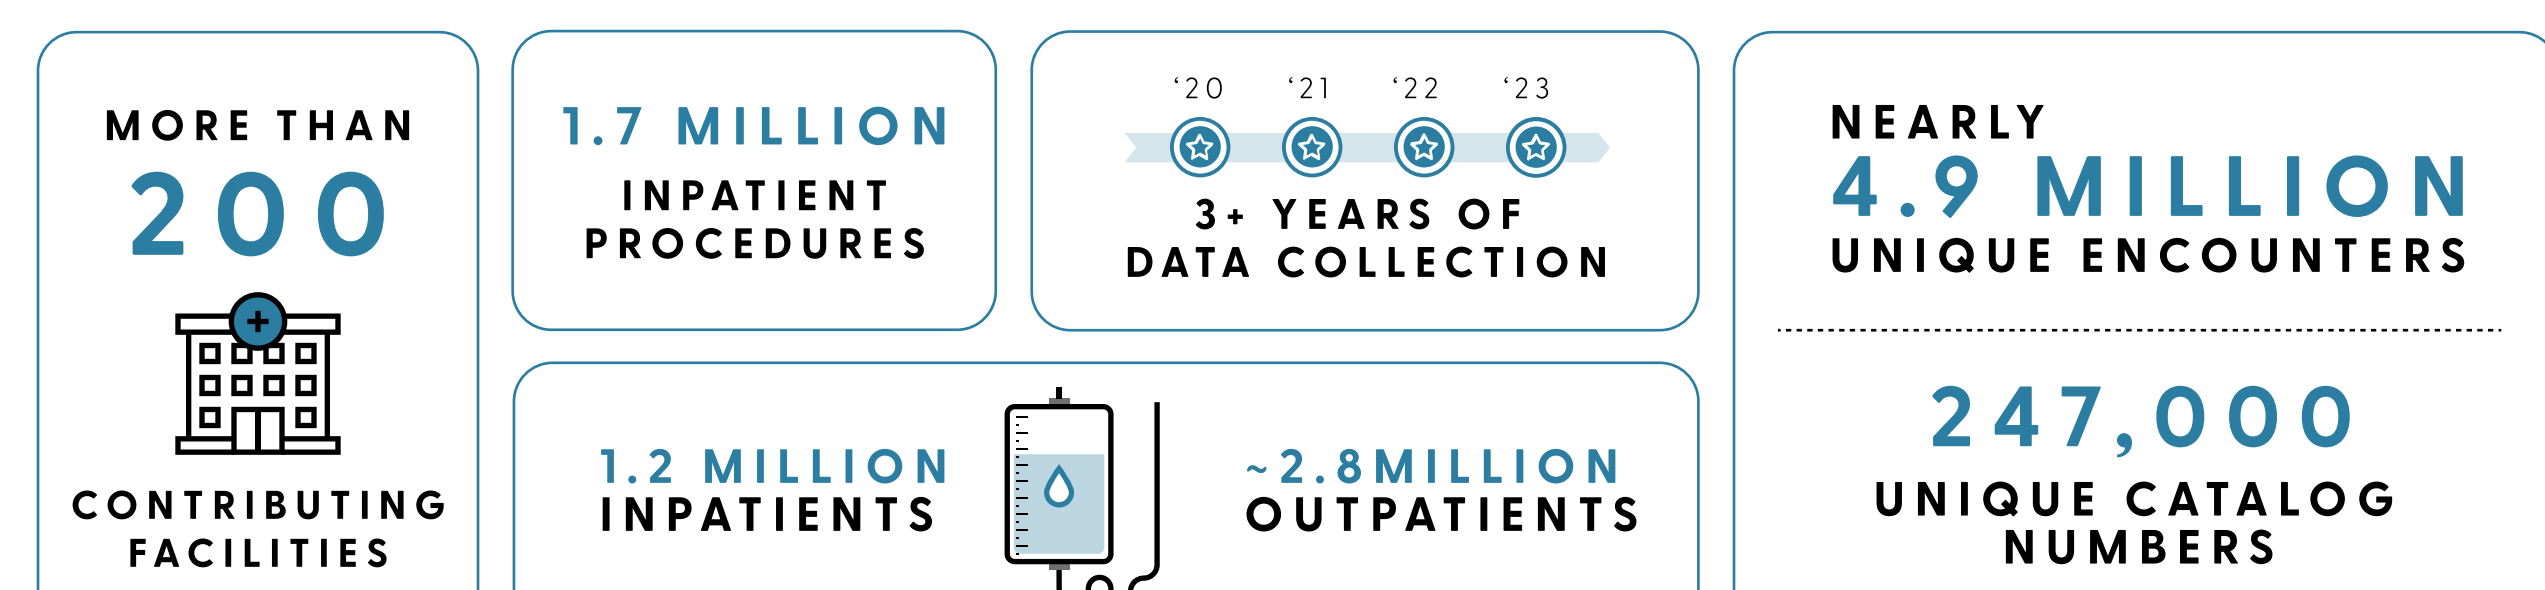 MORE THAN
200
CONTRIBUTING
FACILITIES
1.7 MILLION
INPATIENT
PROCEDURES
‘20 ‘21 ‘22 ‘23
3+ YEARS OF
DATA COLLECTION
1.2 MILLION
INPATIENTS
~2.8MILLION
OUTPATIENTS
NEARLY
4.9 MILLION
UNIQUE ENCOUNTERS
247,000
UNIQUE CATALOG
NUMBERS